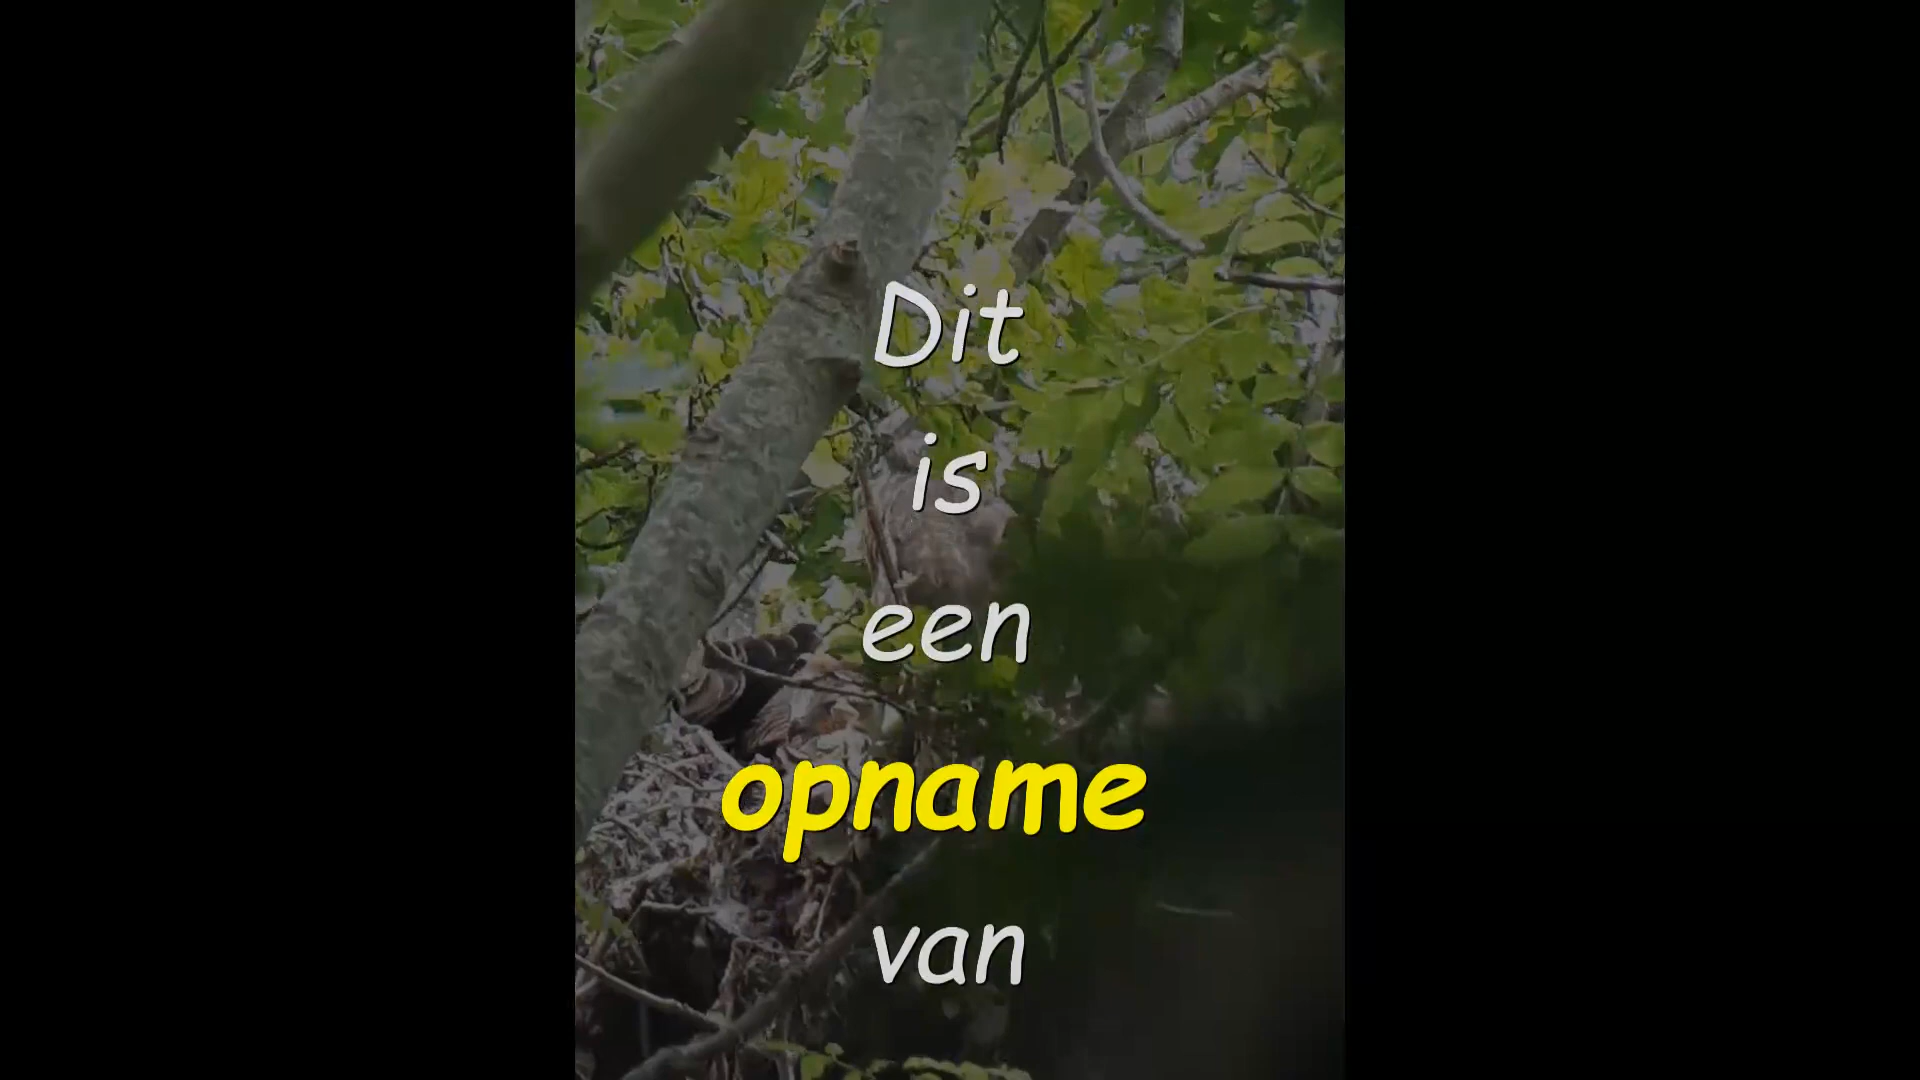 Dit
is
een
opname
van